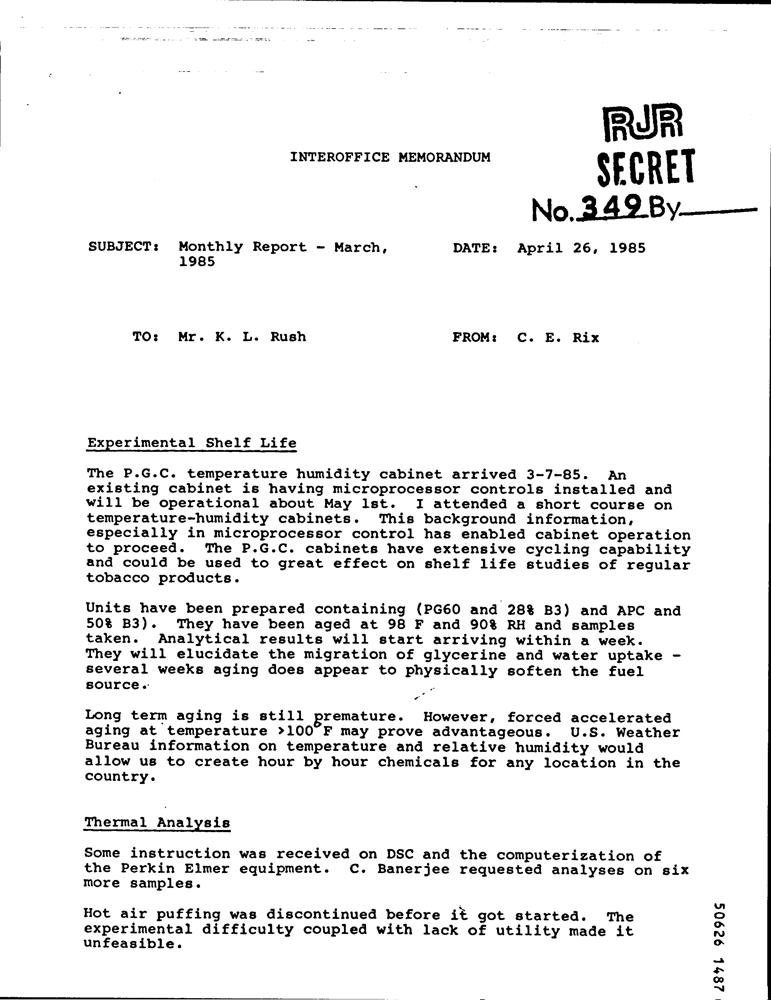 RJR
INTEROFFICE MEMORANDUM
SECRET
No. 349 By
SUBJECT: Monthly Report - March, DATE: April 26, 1985
1985
TO: Mr. K. L. Rush FROM: C. E. Rix
Experimental Shelf Life
The P.G.C. temperature humidity cabinet arrived 3-7-85. An
existing cabinet is having microprocessor controls installed and
will be operational about May 1st. I attended a short course on
temperature-humidity cabinets. This background information,
especially in microprocessor control has enabled cabinet operation
to proceed. The P.G.C. cabinets have extensive cycling capability
and could be used to great effect on shelf life studies of regular
tobacco products.
Units have been prepared containing (PG60 and 28% B3) and APC and
50% B3). They have been aged at 98 F and 90% RH and samples
taken. Analytical results will start arriving within a week.
They will elucidate the migration of glycerine and water uptake -
several weeks aging does appear to physically soften the fuel
source.
Long term aging is still premature. However, forced accelerated
aging at temperature >100°F may prove advantageous. U.S. Weather
Bureau information on temperature and relative humidity would
allow us to create hour by hour chemicals for any location in the
country.
Thermal Analysis
Some instruction was received on DSC and the computerization of
the Perkin Elmer equipment. C. Banerjee requested analyses on six
more samples.
Hot air puffing was discontinued before it got started. The
experimental difficulty coupled with lack of utility made it
unfeasible.
50626 1487